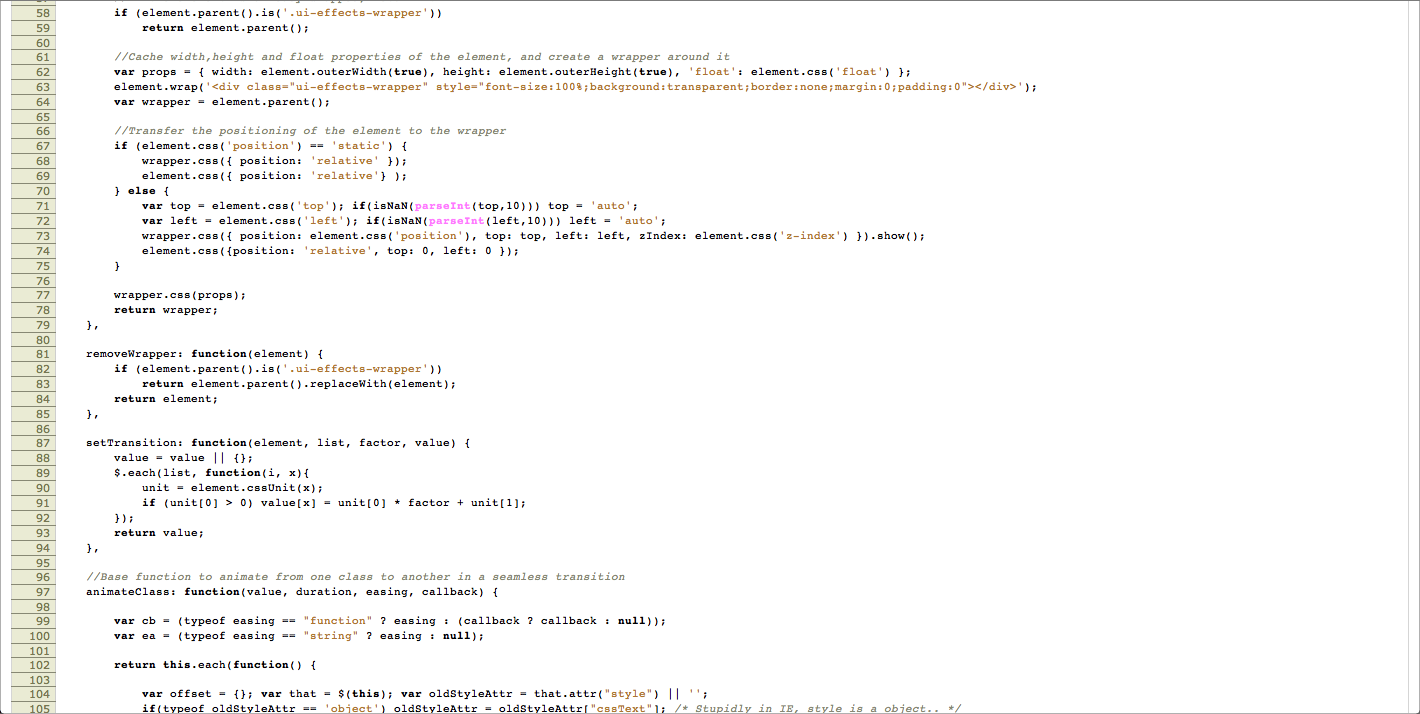 58 if (element.parent().is('.ui-effects-wrapper'))
59 return element.parent();
60
61 //Cache width,height and float properties of the element, and create a wrapper around it
62 var props = { width: element.outerWidth(true), height: element.outerHeight(true), 'float': element.css('float') };
63 element.wrap('<div class="ui-effects-wrapper" style="font-size:100%;background:transparent;border:none;margin:0;padding:0"></div>');
64 var wrapper = element.parent();
65
66 //Transfer the positioning of the element to the wrapper
67 if (element.css('position') == 'static') {
68 wrapper.css({ position: 'relative' });
69 element.css({ position: 'relative'} );
70 } else {
71 var top = element.css('top'); if(isNaN(parseInt(top,10))) top = 'auto';
72 var left = element.css('left'); if(isNaN(parseInt(left,10))) left = 'auto';
73 wrapper.css({ position: element.css('position'), top: top, left: left, zIndex: element.css('z-index') }).show();
74 element.css({position: 'relative', top: 0, left: 0 });
75 }
76
77 wrapper.css(props);
78 return wrapper;
79 },
80
81 removeWrapper: function(element) {
82 if (element.parent().is('.ui-effects-wrapper'))
83 return element.parent().replaceWith(element);
84 return element;
85 },
86
87 setTransition: function(element, list, factor, value) {
88 value = value || {};
89 $.each(list, function(i, x){
90 unit = element.cssUnit(x);
91 if (unit[0] > 0) value[x] = unit[0] * factor + unit[1];
92 });
93 return value;
94 },
95
96 //Base function to animate from one class to another in a seamless transition
97 animateClass: function(value, duration, easing, callback) {
98
99 var cb = (typeof easing == "function" ? easing : (callback ? callback : null));
100 var ea = (typeof easing == "string" ? easing : null);
101
102 return this.each(function() {
103
104 var offset = {}; var that = $(this); var oldStyleAttr = that.attr("style") || '';
105 if(typeof oldStyleAttr == 'object') oldStyleAttr = oldStyleAttr["cssText"]; /* Stupidly in IE, style is a object.. */